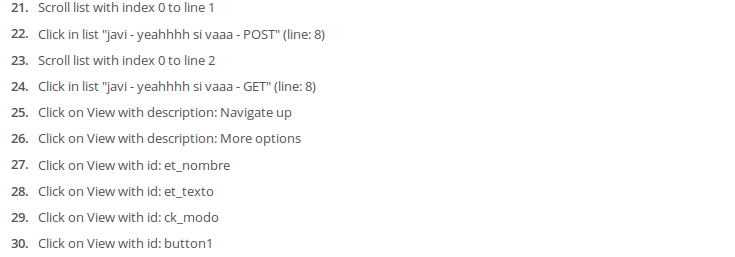 21. Scroll list with index 0 to line 1
22. Click in list "javi - yeahhhh si vaaa - POST" (line: 8)
23. Scroll list with index 0 to line 2
24. Click in list "javi - yeahhhh si vaaa - GET" (line: 8)
25. Click on View with description: Navigate up
26. Click on View with description: More options
27. Click on View with id: et_nombre
28. Click on View with id: et_texto
29. Click on View with id: ck_modo
30. Click on View with id: button1